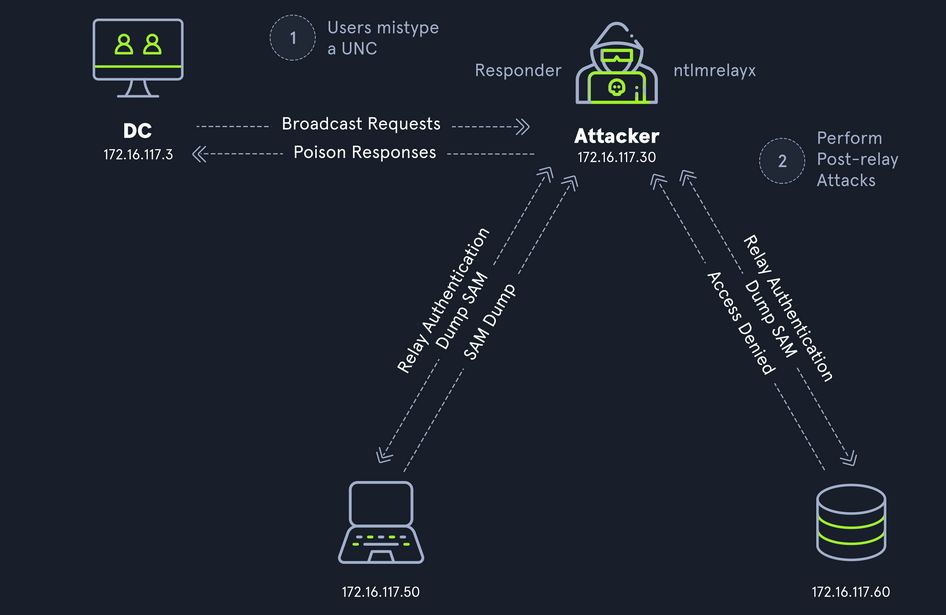 1
Users mistype
a UNC
Responder
ntlmrelayx
DC
172.16.117.3
Broadcast Requests
Poison Responses
Attacker
172.16.117.30
2
Perform
Post-relay
Attacks
Relay Authentication
Dump SAM
SAM Dump
Relay Authentication
Dump SAM
Access Denied
172.16.117.50
172.16.117.60